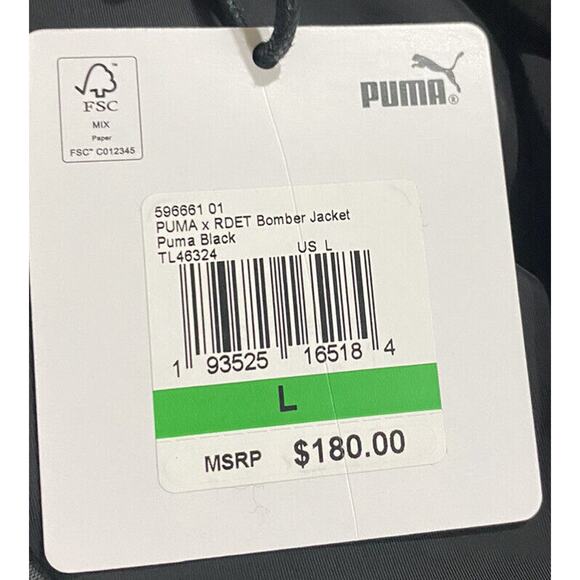 FSC
MIX
Paper
FSC™ C012345
PUMA®
596661 01
PUMA x RDET Bomber Jacket
Puma Black
TL46324 US L
1 93525 16518 4
L
MSRP $180.00